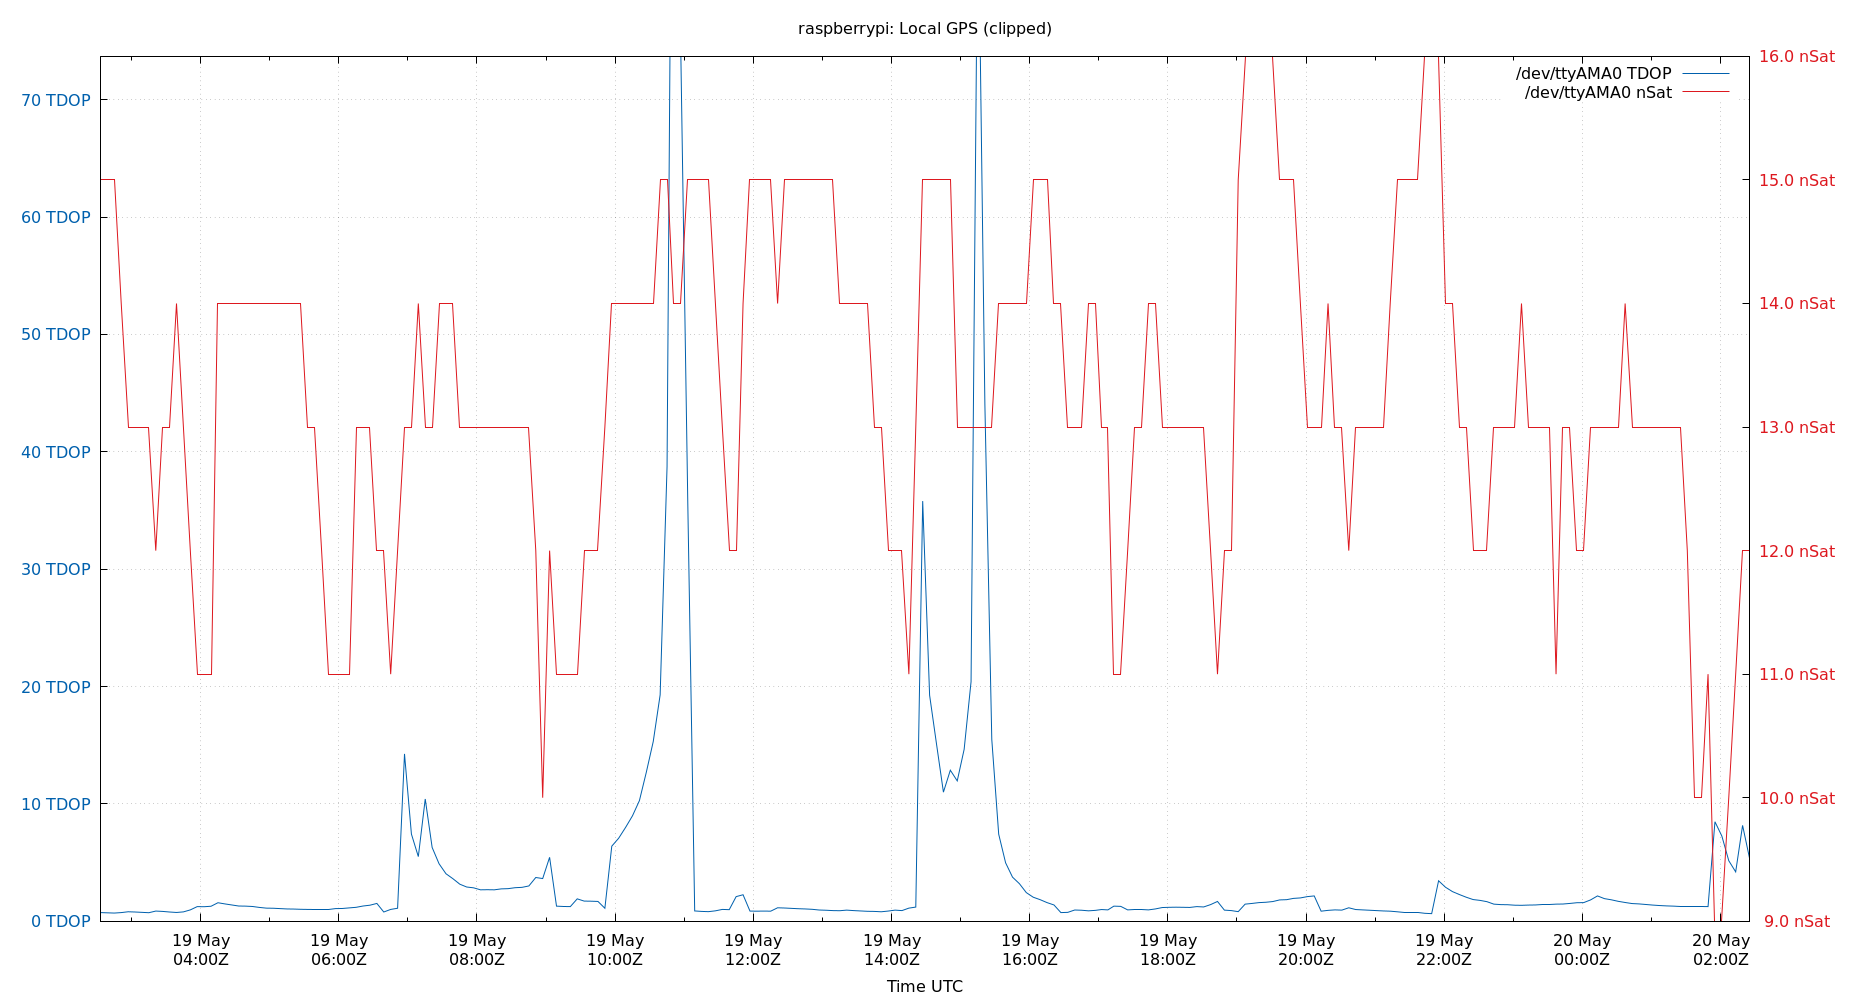 raspberrypi: Local GPS (clipped)
/dev/ttyAMA0 TDOP
/dev/ttyAMA0 nSat
70 TDOP
60 TDOP
50 TDOP
40 TDOP
30 TDOP
20 TDOP
10 TDOP
0 TDOP
16.0 nSat
15.0 nSat
14.0 nSat
13.0 nSat
12.0 nSat
11.0 nSat
10.0 nSat
9.0 nSat
19 May
04:00Z
19 May
06:00Z
19 May
08:00Z
19 May
10:00Z
19 May
12:00Z
19 May
14:00Z
19 May
16:00Z
19 May
18:00Z
19 May
20:00Z
19 May
22:00Z
20 May
00:00Z
20 May
02:00Z
Time UTC